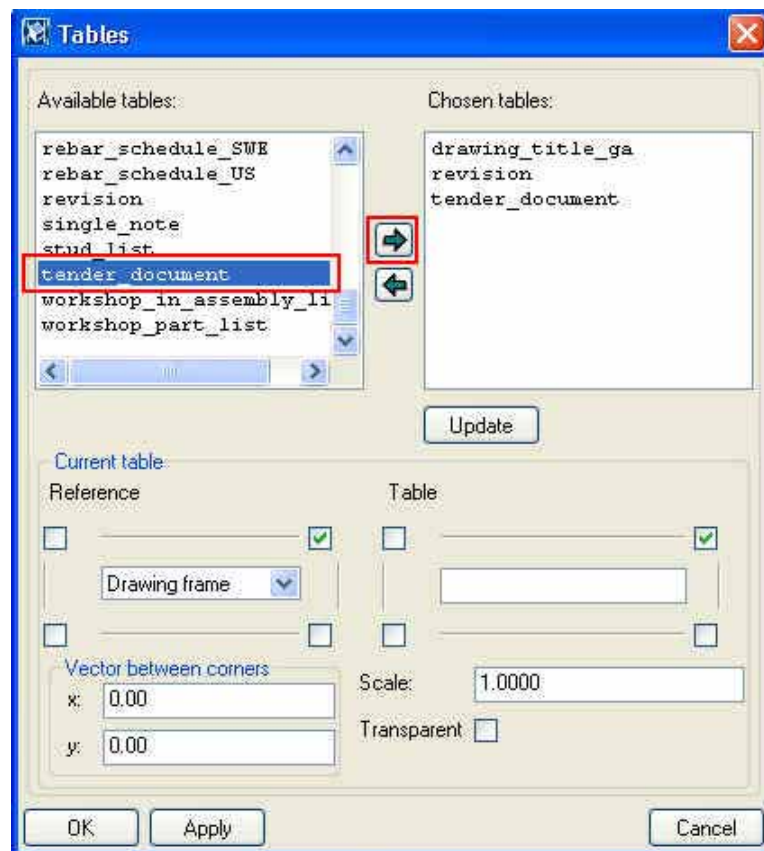 Tables
Available tables:
Chosen tables:
rebar_schedule_SWE
rebar_schedule_US
revision
single_note
stud_list
tender_document
workshop_in_assembly_li
workshop_part_list
drawing_title_ga
revision
tender_document
Update
Current table
Reference
Table
Drawing frame
Vector between corners
x: 0.00
y: 0.00
Scale: 1.0000
Transparent
OK
Apply
Cancel